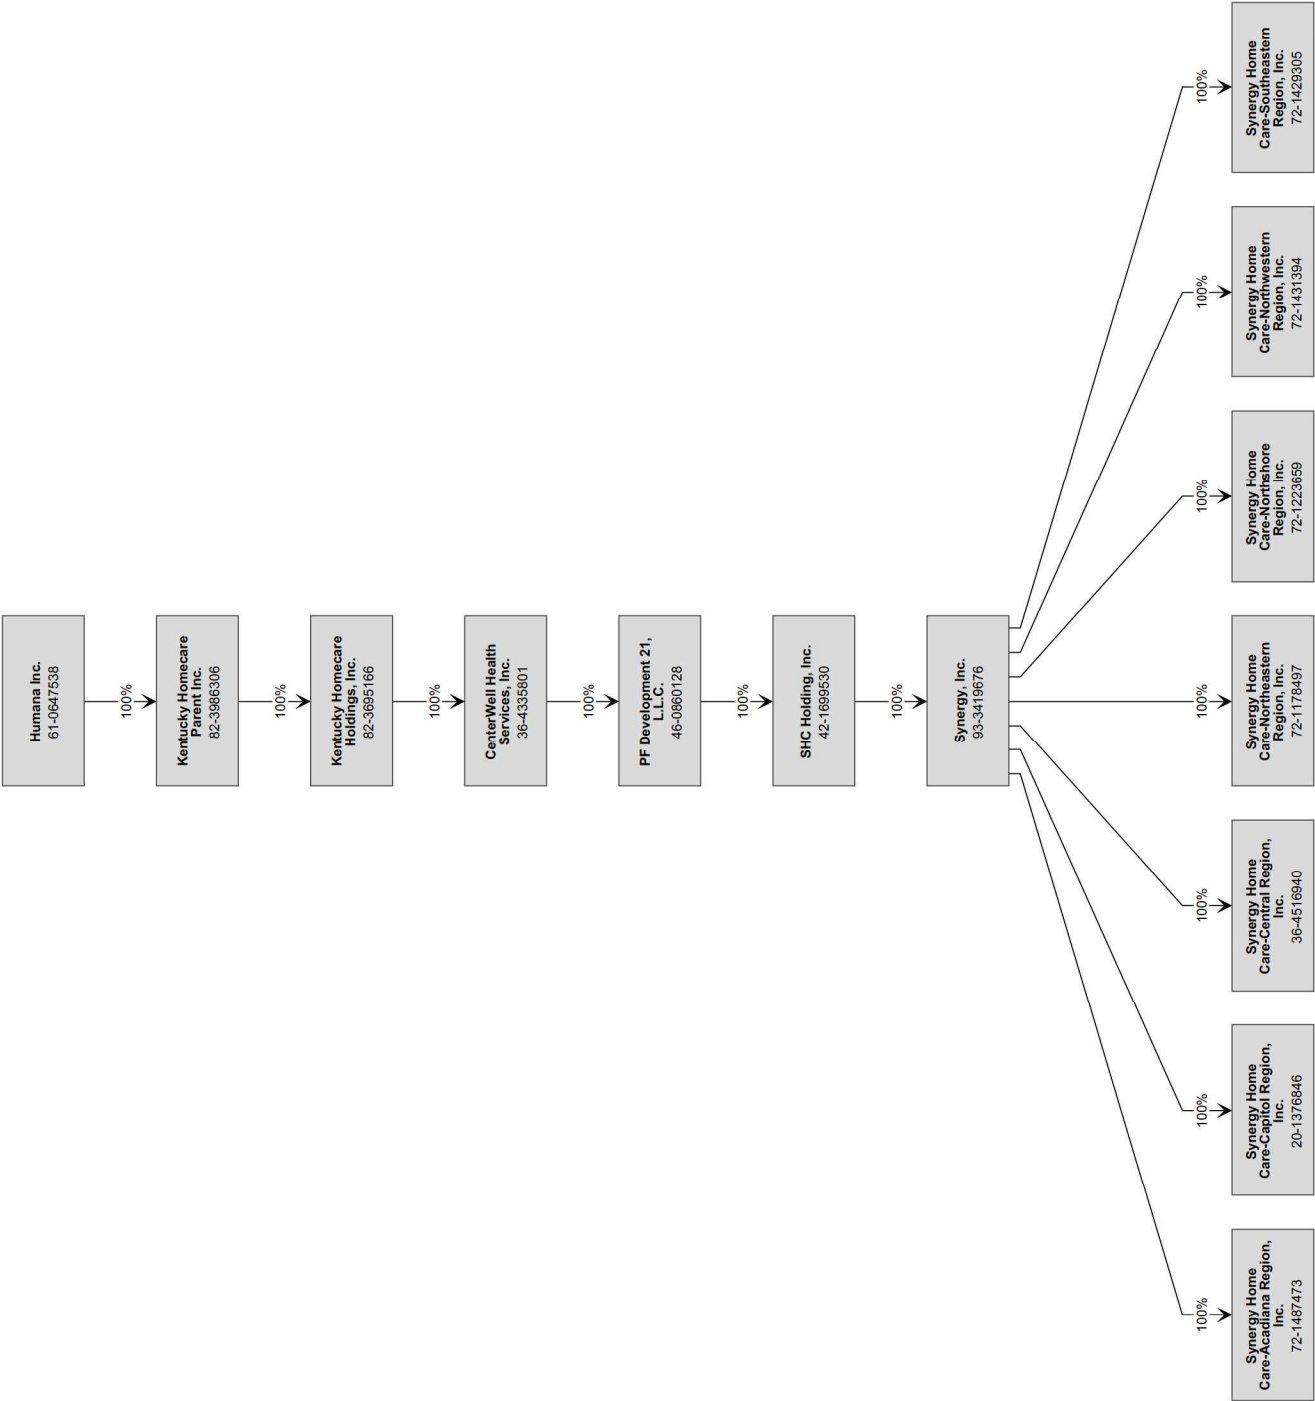 Humana Inc.
61-0647538
100%
Kentucky Homecare
Parent Inc.
82-3986306
100%
Kentucky Homecare
Holdings, Inc.
82-3695166
100%
CenterWell Health
Services, Inc.
36-4335801
100%
PF Development 21,
L.L.C.
46-0860128
100%
SHC Holding, Inc.
42-1699530
100%
Synergy, Inc.
93-3419676
100%
100%
100%
100%
100%
100%
100%
Synergy Home
Care-Acadiana Region,
Inc.
72-1487473
Synergy Home
Care-Capitol Region,
Inc.
20-1376846
Synergy Home
Care-Central Region,
Inc.
36-4516940
Synergy Home
Care-Northeastern
Region, Inc.
72-1178497
Synergy Home
Care-Northshore
Region, Inc.
72-1223659
Synergy Home
Care-Northwestern
Region, Inc.
72-1431394
Synergy Home
Care-Southeastern
Region, Inc.
72-1429305